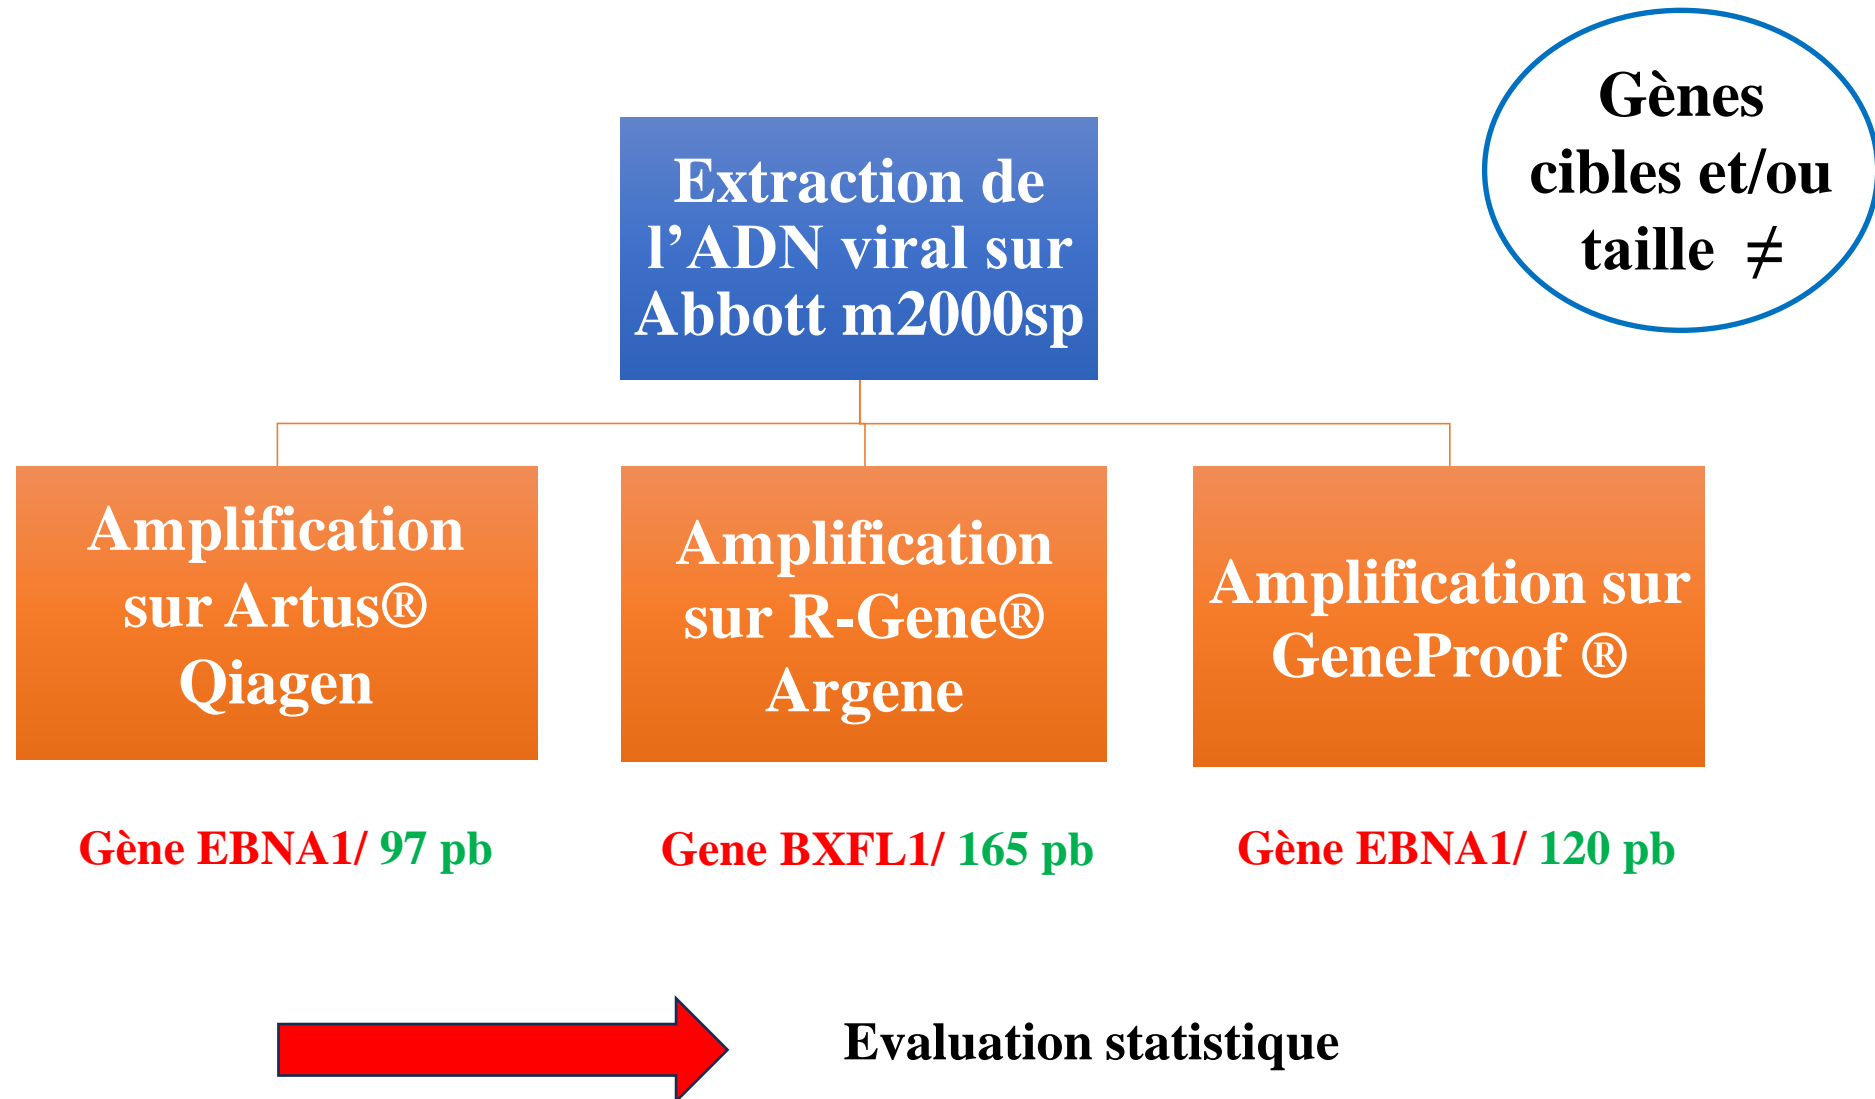 Gènes
cibles et/ou
taille ≠
Extraction de
l’ADN viral sur
Abbott m2000sp
Amplification
sur Artus®
Qiagen
Amplification
sur R-Gene®
Argene
Amplification sur
GeneProof ®
Gène EBNA1/ 97 pb
Gene BXFL1/ 165 pb
Gène EBNA1/ 120 pb
Evaluation statistique